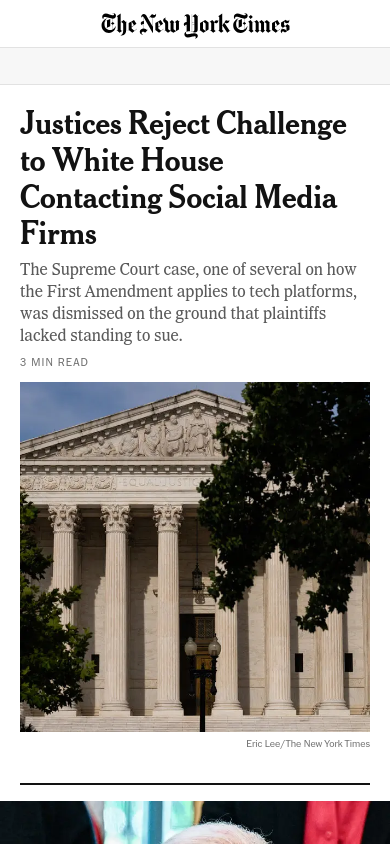 The New York Times
Justices Reject Challenge
to White House
Contacting Social Media
Firms
The Supreme Court case, one of several on how
the First Amendment applies to tech platforms,
was dismissed on the ground that plaintiffs
lacked standing to sue.
3 MIN READ
Eric Lee/The New York Times